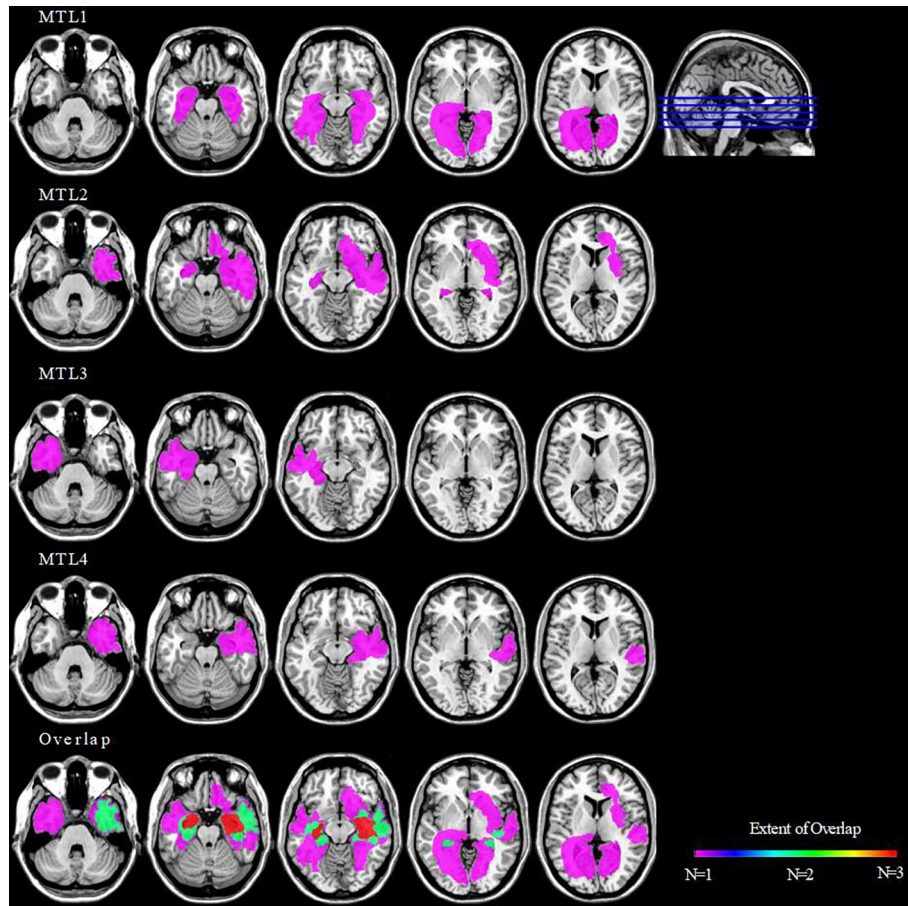 MTL1
MTL2
MTL3
MTL4
Overlap
Extent of Overlap
N=1 N=2 N=3